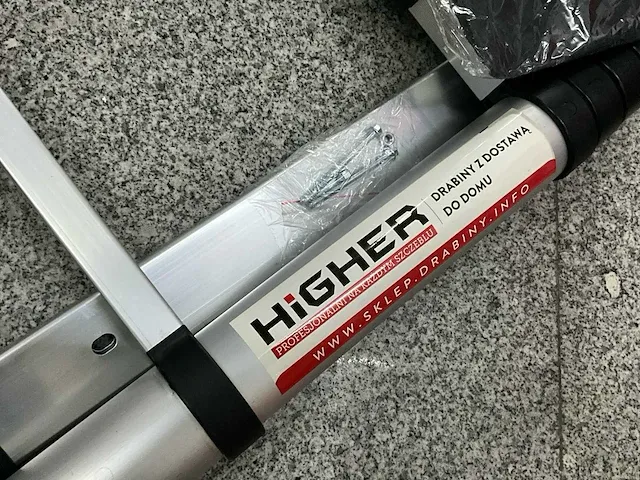 HiGHER
PROFESJONALNI NA KAŻDYM SZCZEBLU
DRABINY Z DOSTAWĄ
DO DOMU
WWW.SKLEP.DRABINY.INFO